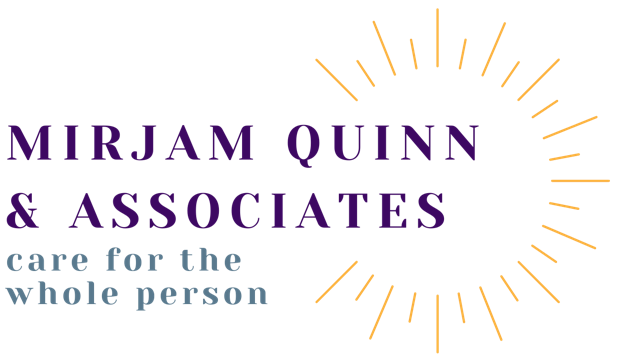 MIRJAM QUINN
& ASSOCIATES
care for the
whole person